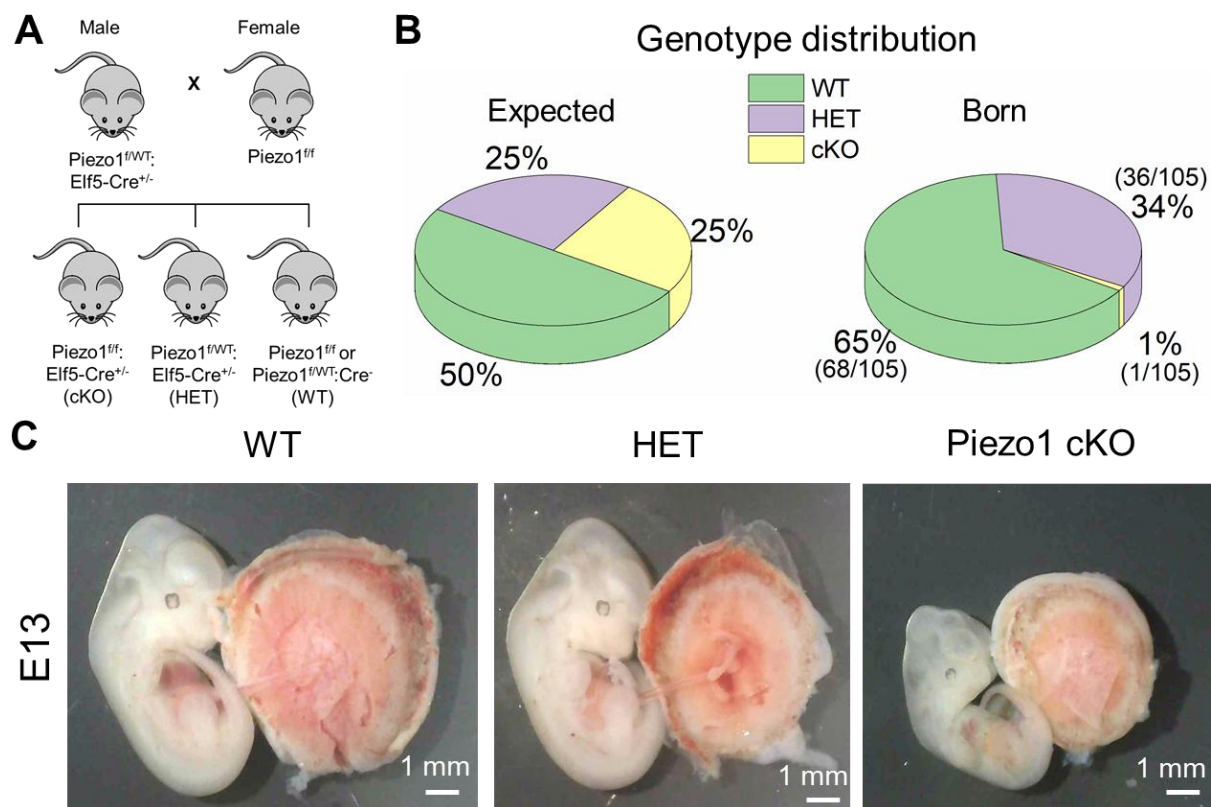 A
Male
Female
x
Piezo1f/WT:
Elf5-Cre+/-
Piezo1f/f
Piezo1f/f:
Elf5-Cre+/-
(cKO)
Piezo1f/WT:
Elf5-Cre+/-
(HET)
Piezo1f/f or
Piezo1f/WT:Cre-
(WT)
B
Genotype distribution
WT
HET
cKO
Expected
25%
25%
50%
Born
(36/105)
34%
65%
(68/105)
1%
(1/105)
C
WT
HET
Piezo1 cKO
E13
1 mm
1 mm
1 mm